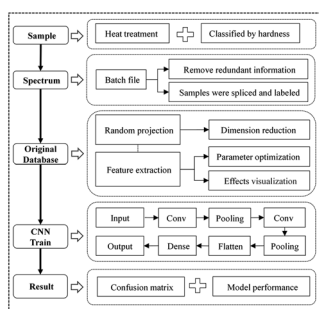 Sample
Heat treatment
Classified by hardness
Spectrum
Batch file
Remove redundant information
Samples were spliced and labeled
Original
Database
Random projection
Dimension reduction
Feature extraction
Parameter optimization
Effects visualization
CNN
Train
Input
Conv
Pooling
Conv
Output
Dense
Flatten
Pooling
Result
Confusion matrix
Model performance